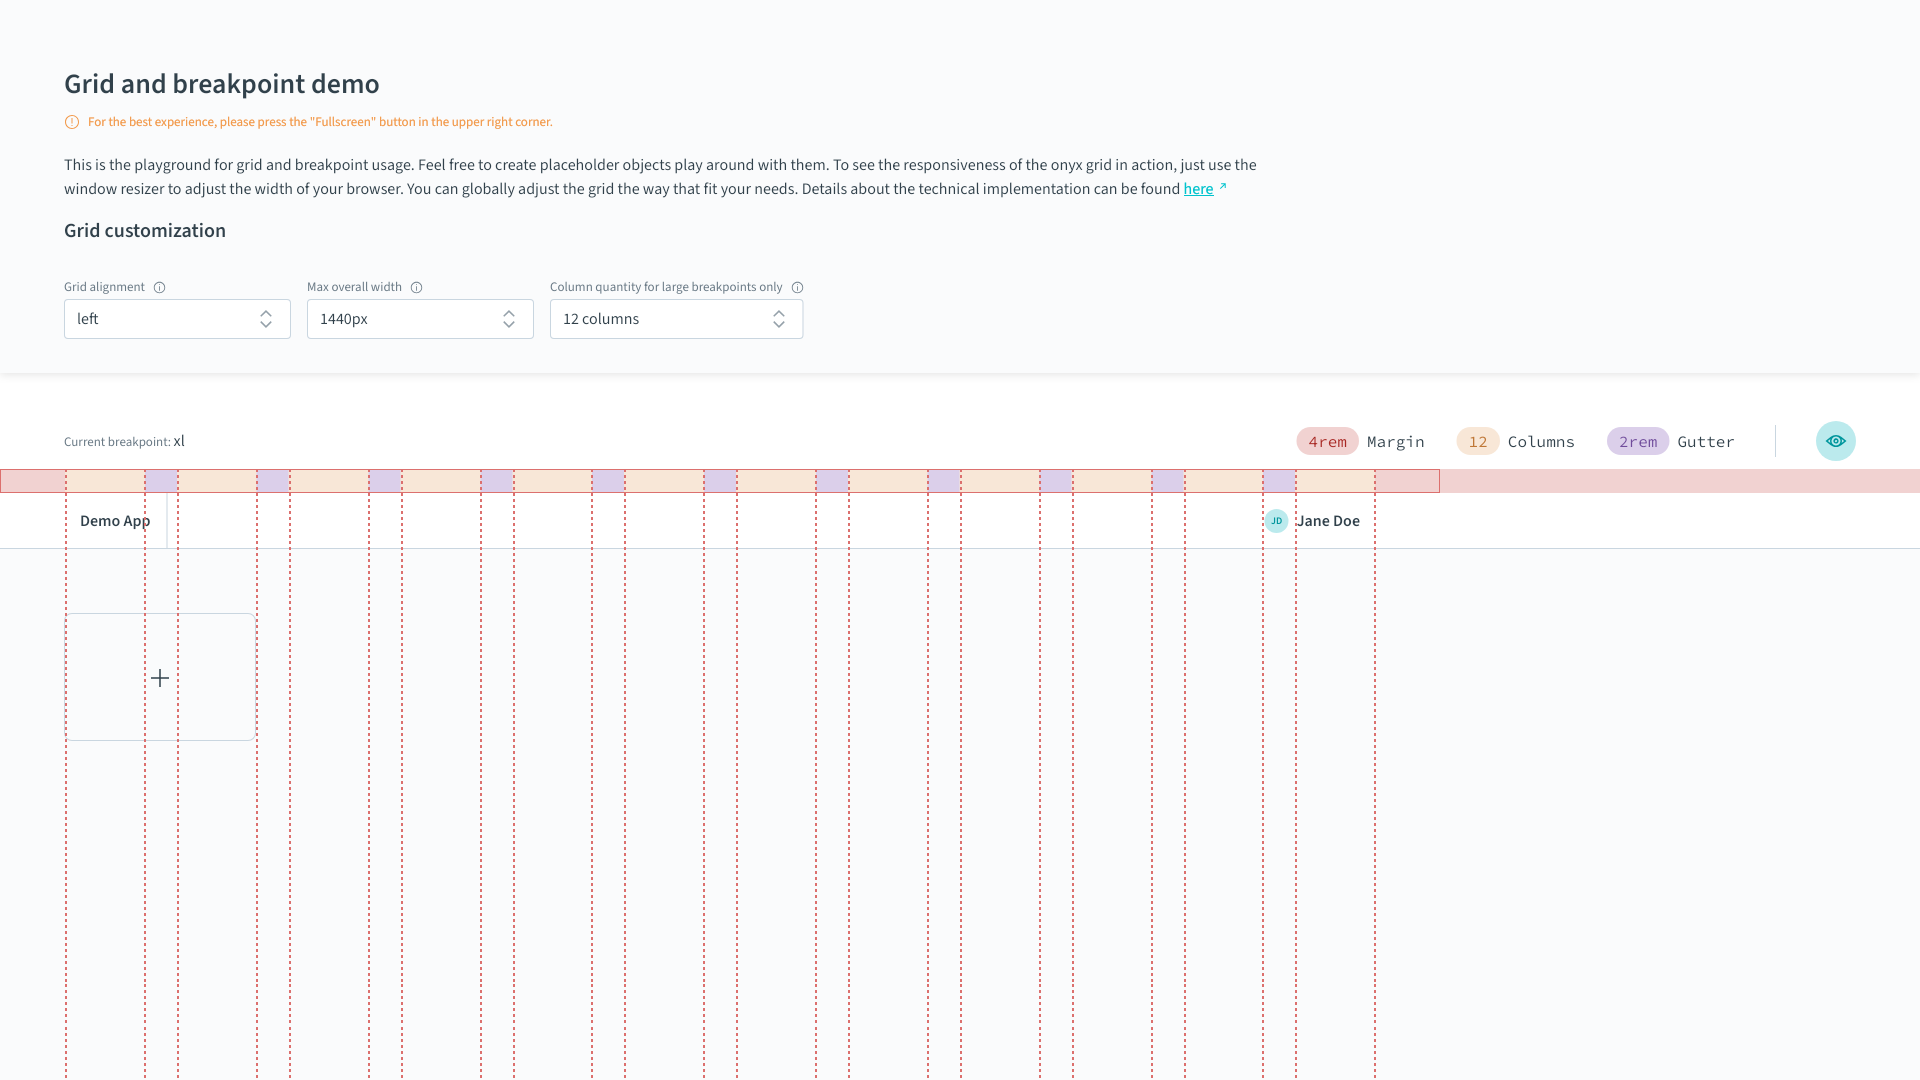 Grid and breakpoint demo
For the best experience, please press the "Fullscreen" button in the upper right corner.
This is the playground for grid and breakpoint usage. Feel free to create placeholder objects play around with them. To see the responsiveness of the onyx grid in action, just use the
window resizer to adjust the width of your browser. You can globally adjust the grid the way that fit your needs. Details about the technical implementation can be found here
Grid customization
Grid alignment Max overall width Column quantity for large breakpoints only
left 1440px 12 columns
Current breakpoint: xl 4rem Margin 12 Columns 2rem Gutter
Demo App JD Jane Doe